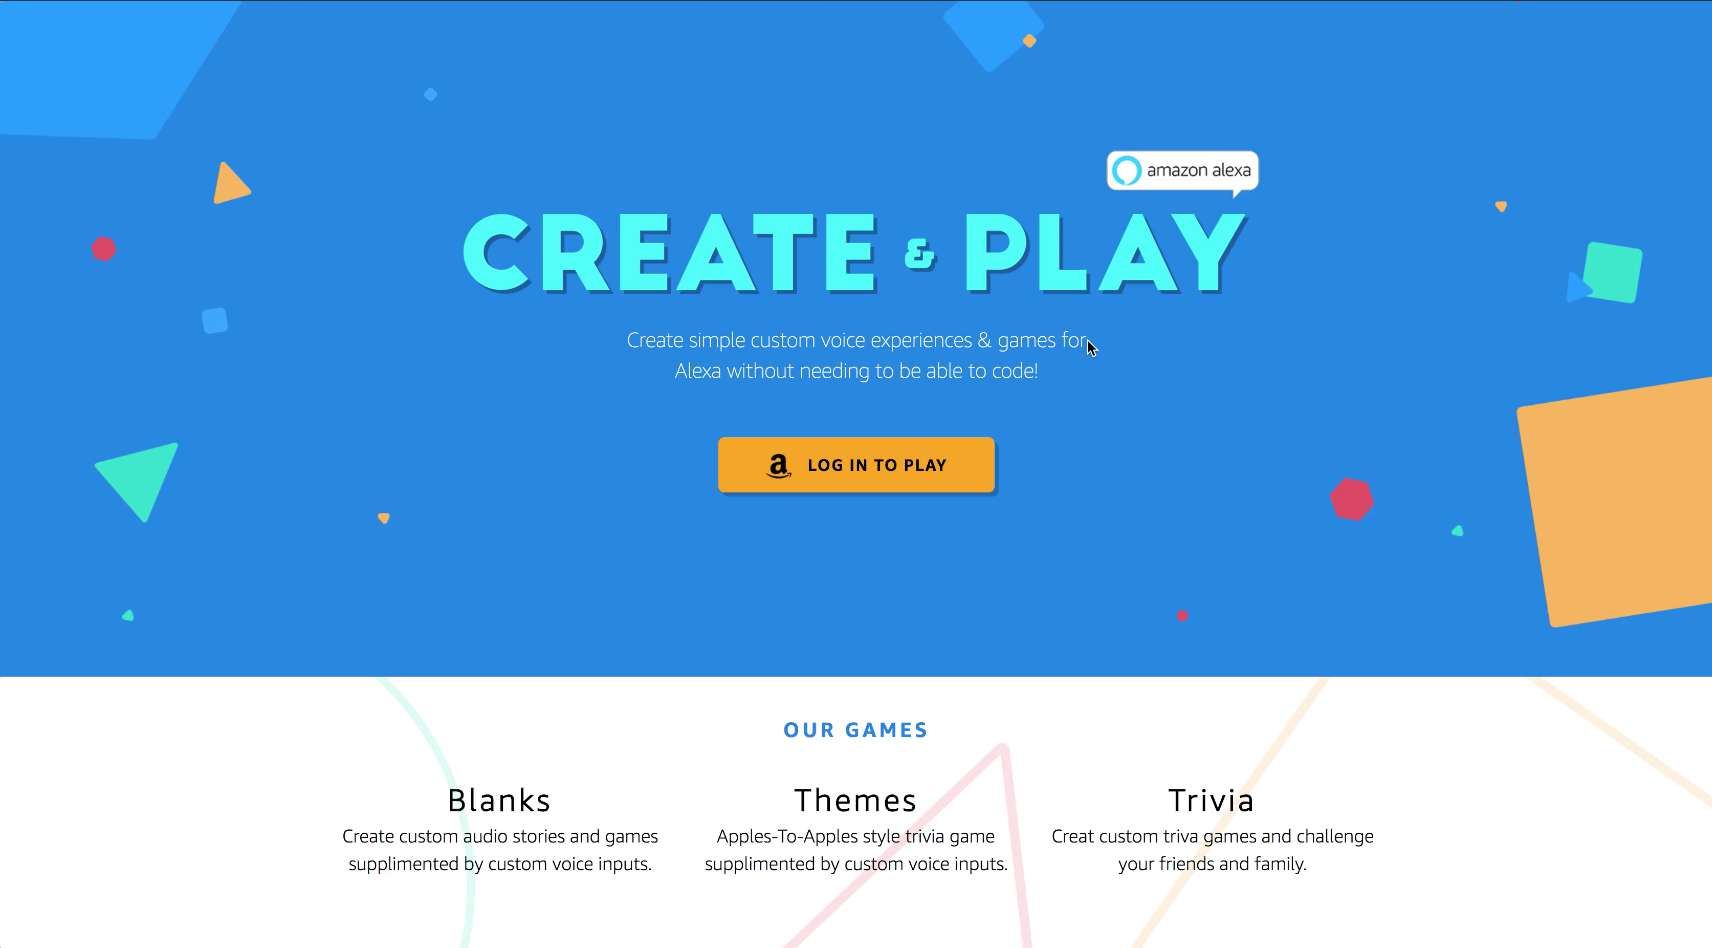 amazon alexa
CREATE & PLAY
Create simple custom voice experiences & games for
Alexa without needing to be able to code!
a LOG IN TO PLAY
OUR GAMES
Blanks
Create custom audio stories and games
supplimented by custom voice inputs.
Themes
Apples-To-Apples style trivia game
supplimented by custom voice inputs.
Trivia
Creat custom triva games and challenge
your friends and family.